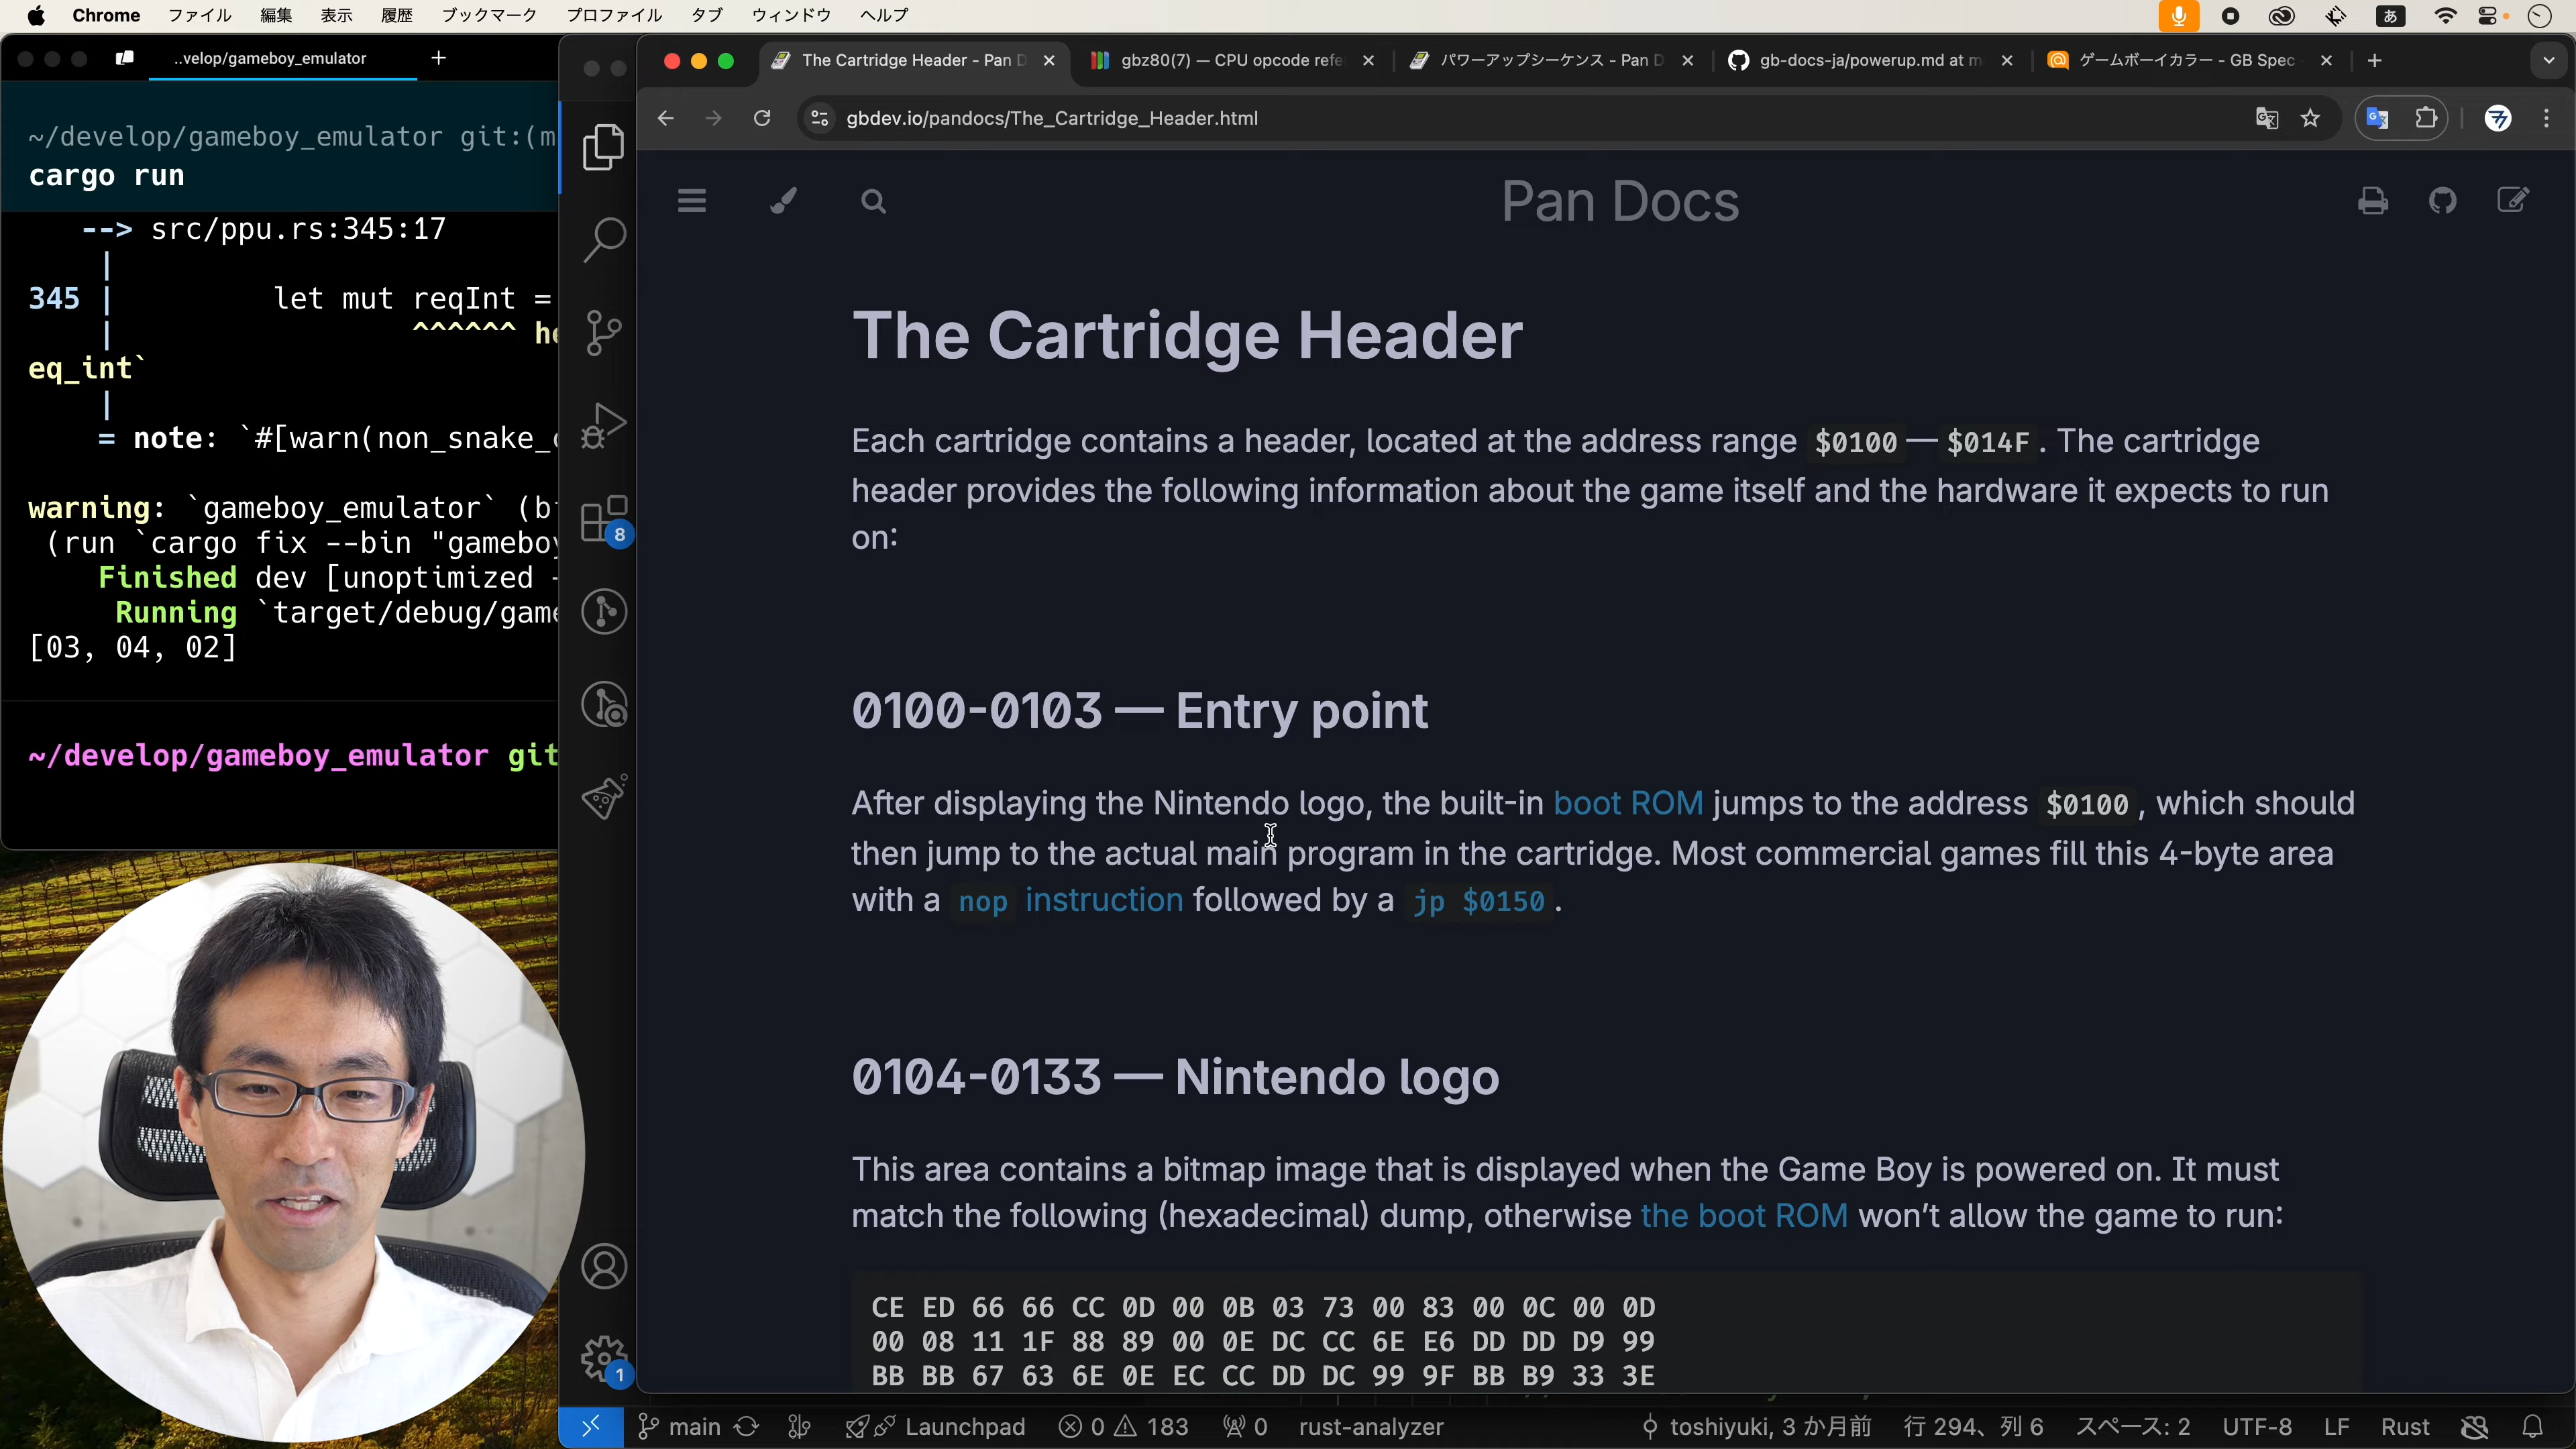 Chrome ファイル 編集 表示 履歴 ブックマーク プロファイル タブ ウィンドウ ヘルプ あ
..velop/gameboy_emulator
~/develop/gameboy_emulator git:(m
cargo run
--> src/ppu.rs:345:17
|
345 | let mut reqInt =
| ^^^^^^ he
eq_int`
|
= note: `#[warn(non_snake_c
warning: `gameboy_emulator` (bi
(run `cargo fix --bin "gameboy
Finished dev [unoptimized +
Running `target/debug/game
[03, 04, 02]
~/develop/gameboy_emulator git
8
1
The Cartridge Header - Pan D
gbz80(7) — CPU opcode refe
パワーアップシーケンス - Pan D
gb-docs-ja/powerup.md at m
ゲームボーイカラー - GB Spec
gbdev.io/pandocs/The_Cartridge_Header.html
Pan Docs
The Cartridge Header
Each cartridge contains a header, located at the address range $0100—$014F. The cartridge
header provides the following information about the game itself and the hardware it expects to run
on:
0100-0103 — Entry point
After displaying the Nintendo logo, the built-in boot ROM jumps to the address $0100, which should
then jump to the actual main program in the cartridge. Most commercial games fill this 4-byte area
with a nop instruction followed by a jp $0150.
0104-0133 — Nintendo logo
This area contains a bitmap image that is displayed when the Game Boy is powered on. It must
match the following (hexadecimal) dump, otherwise the boot ROM won’t allow the game to run:
CE ED 66 66 CC 0D 00 0B 03 73 00 83 00 0C 00 0D
00 08 11 1F 88 89 00 0E DC CC 6E E6 DD DD D9 99
BB BB 67 63 6E 0E EC CC DD DC 99 9F BB B9 33 3E
main Launchpad 0 183 0 rust-analyzer toshiyuki, 3 か月前 行 294、列 6 スペース: 2 UTF-8 LF Rust